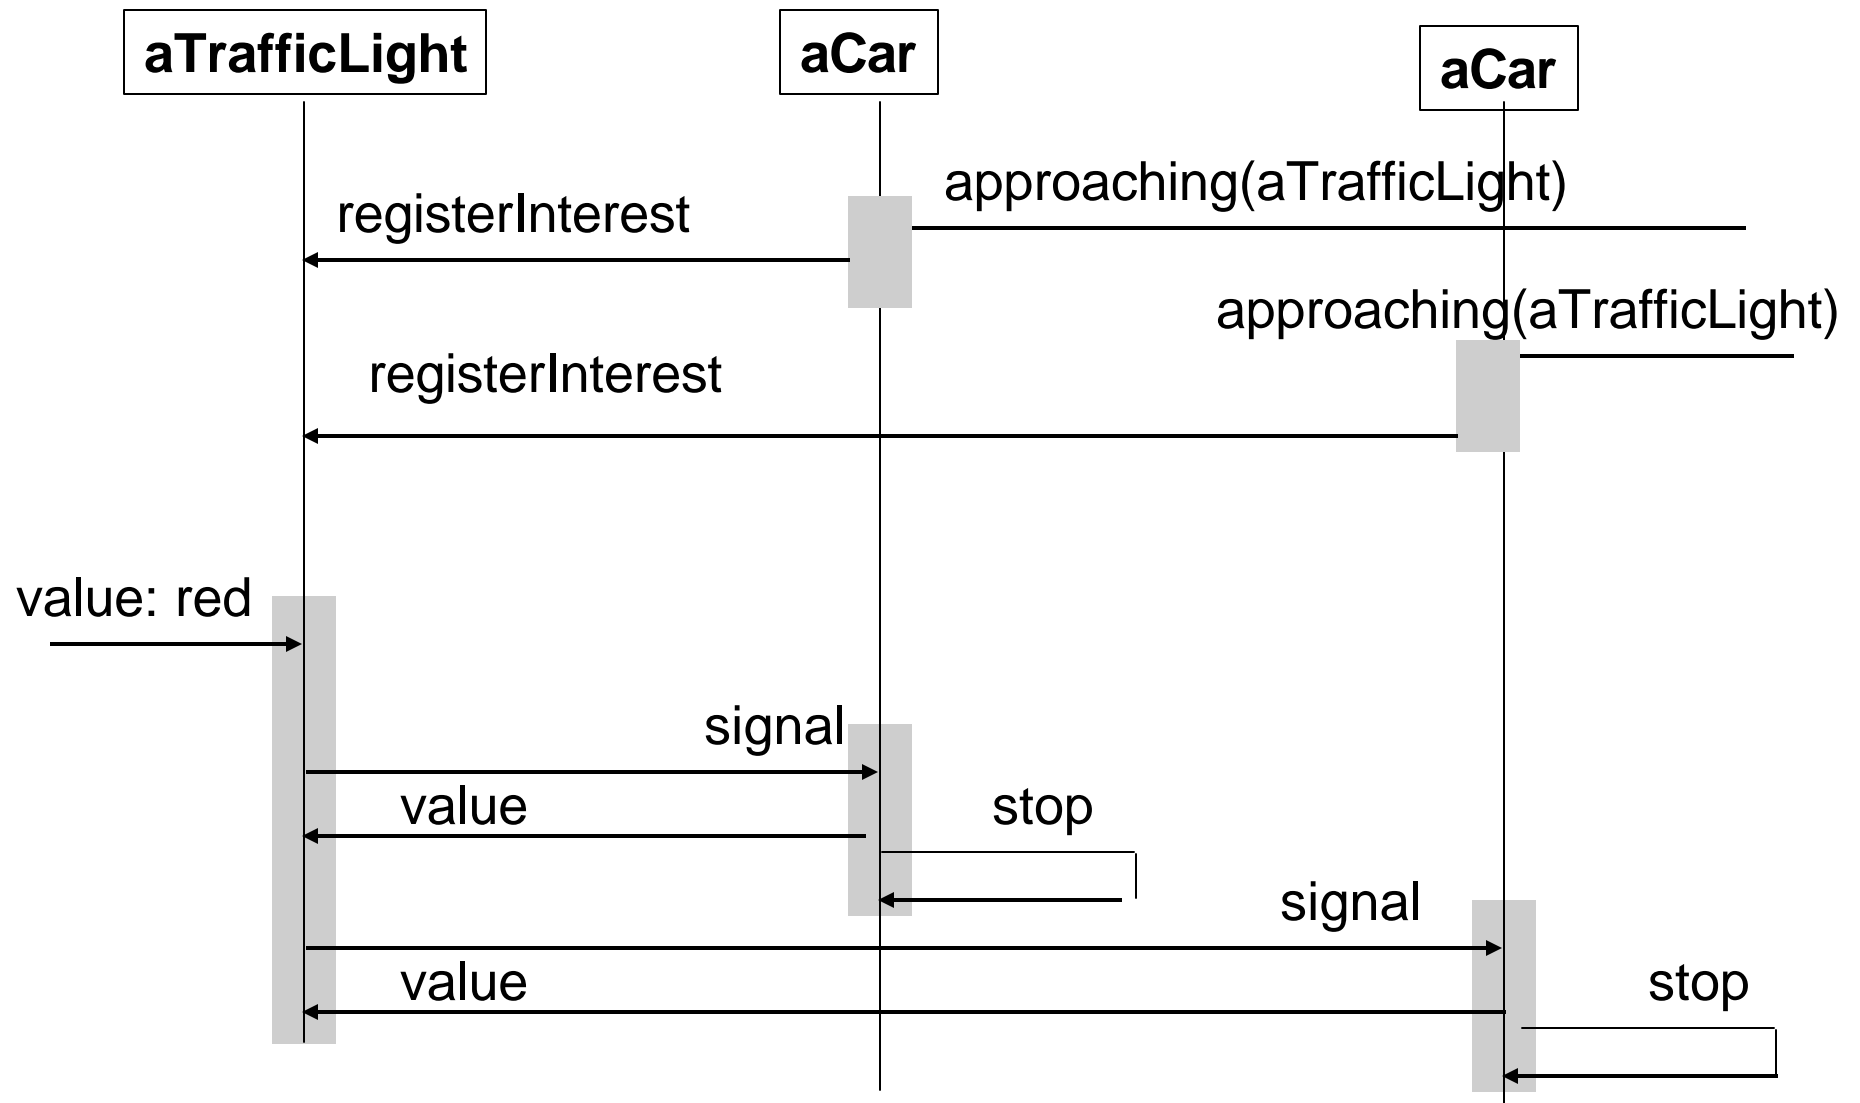 aTrafficLight
aCar
aCar
approaching(aTrafficLight)
registerInterest
approaching(aTrafficLight)
registerInterest
value: red
signal
value
stop
signal
value
stop